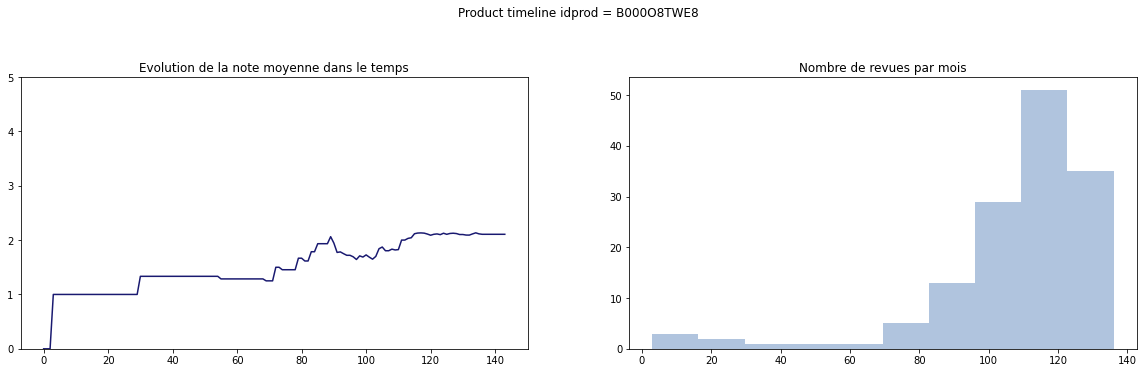 Product timeline idprod = B000O8TWE8
Evolution de la note moyenne dans le temps
5
4
3
2
1
0
0 20 40 60 80 100 120 140
Nombre de revues par mois
50
40
30
20
10
0
0 20 40 60 80 100 120 140